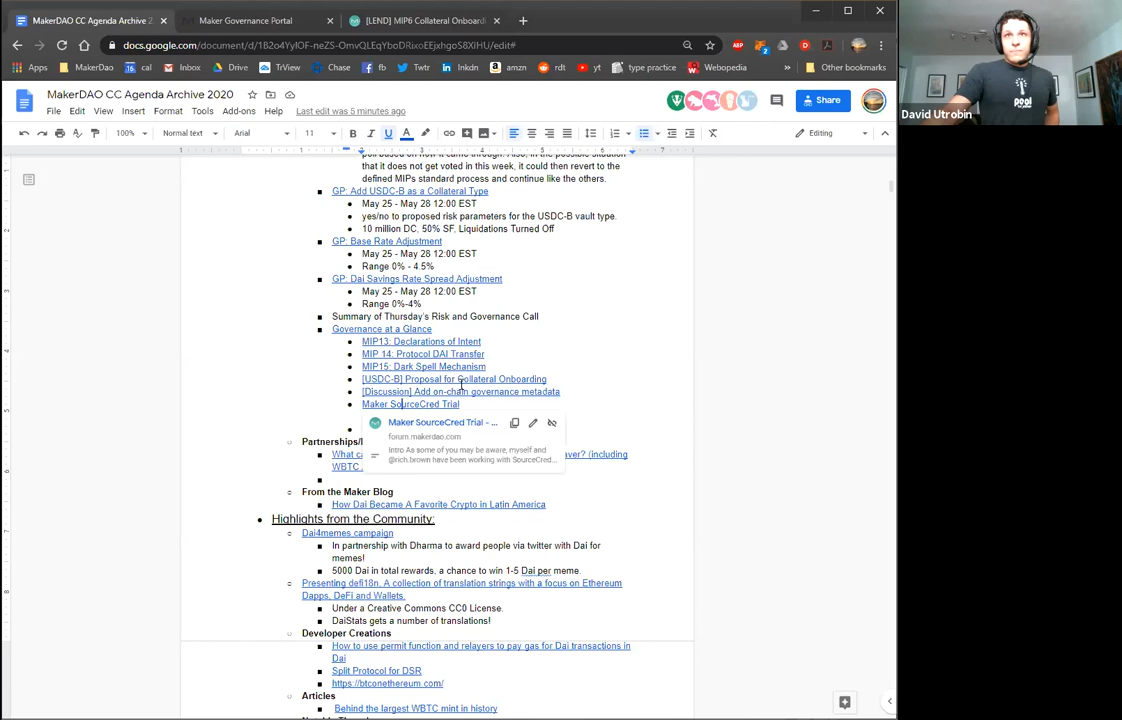 MakerDAO CC Agenda Archive 2
Maker Governance Portal
[LEND] MIP6 Collateral Onboardi
docs.google.com/document/d/1B2o4YyIOF-neZS-OmvQLEqYboDRixoEEjxhgoS8XIHU/edit#
ABP
Apps
MakerDao
cal
Inbox
Drive
TrView
Chase
fb
Twtr
lnkdn
amzn
rdt
yt
type practice
Webopedia
Other bookmarks
MakerDAO CC Agenda Archive 2020
File Edit View Insert Format Tools Add-ons Help Last edit was 5 minutes ago
Share
100% Normal text Arial 11 B I U A Editing
David Utrobin
poll based on how it came through. Also, in the possible situation
that it does not get voted in this week, it could then revert to the
defined MIPs standard process and continue like the others.
GP: Add USDC-B as a Collateral Type
May 25 - May 28 12:00 EST
yes/no to proposed risk parameters for the USDC-B vault type.
10 million DC, 50% SF, Liquidations Turned Off
GP: Base Rate Adjustment
May 25 - May 28 12:00 EST
Range 0% - 4.5%
GP: Dai Savings Rate Spread Adjustment
May 25 - May 28 12:00 EST
Range 0%-4%
Summary of Thursday's Risk and Governance Call
Governance at a Glance
MIP13: Declarations of Intent
MIP 14: Protocol DAI Transfer
MIP15: Dark Spell Mechanism
[USDC-B] Proposal for Collateral Onboarding
[Discussion] Add on-chain governance metadata
Maker SourceCred Trial
Maker SourceCred Trial - ...
forum.makerdao.com
Intro As some of you may be aware, myself and
@rich.brown have been working with SourceCred...
Partnerships/
What ca aver? (including
WBTC
From the Maker Blog
How Dai Became A Favorite Crypto in Latin America
Highlights from the Community:
Dai4memes campaign
In partnership with Dharma to award people via twitter with Dai for
memes!
5000 Dai in total rewards, a chance to win 1-5 Dai per meme.
Presenting defi18n, A collection of translation strings with a focus on Ethereum
Dapps, DeFi and Wallets.
Under a Creative Commons CC0 License.
DaiStats gets a number of translations!
Developer Creations
How to use permit function and relayers to pay gas for Dai transactions in
Dai
Split Protocol for DSR
https://btconethereum.com/
Articles
Behind the largest WBTC mint in history